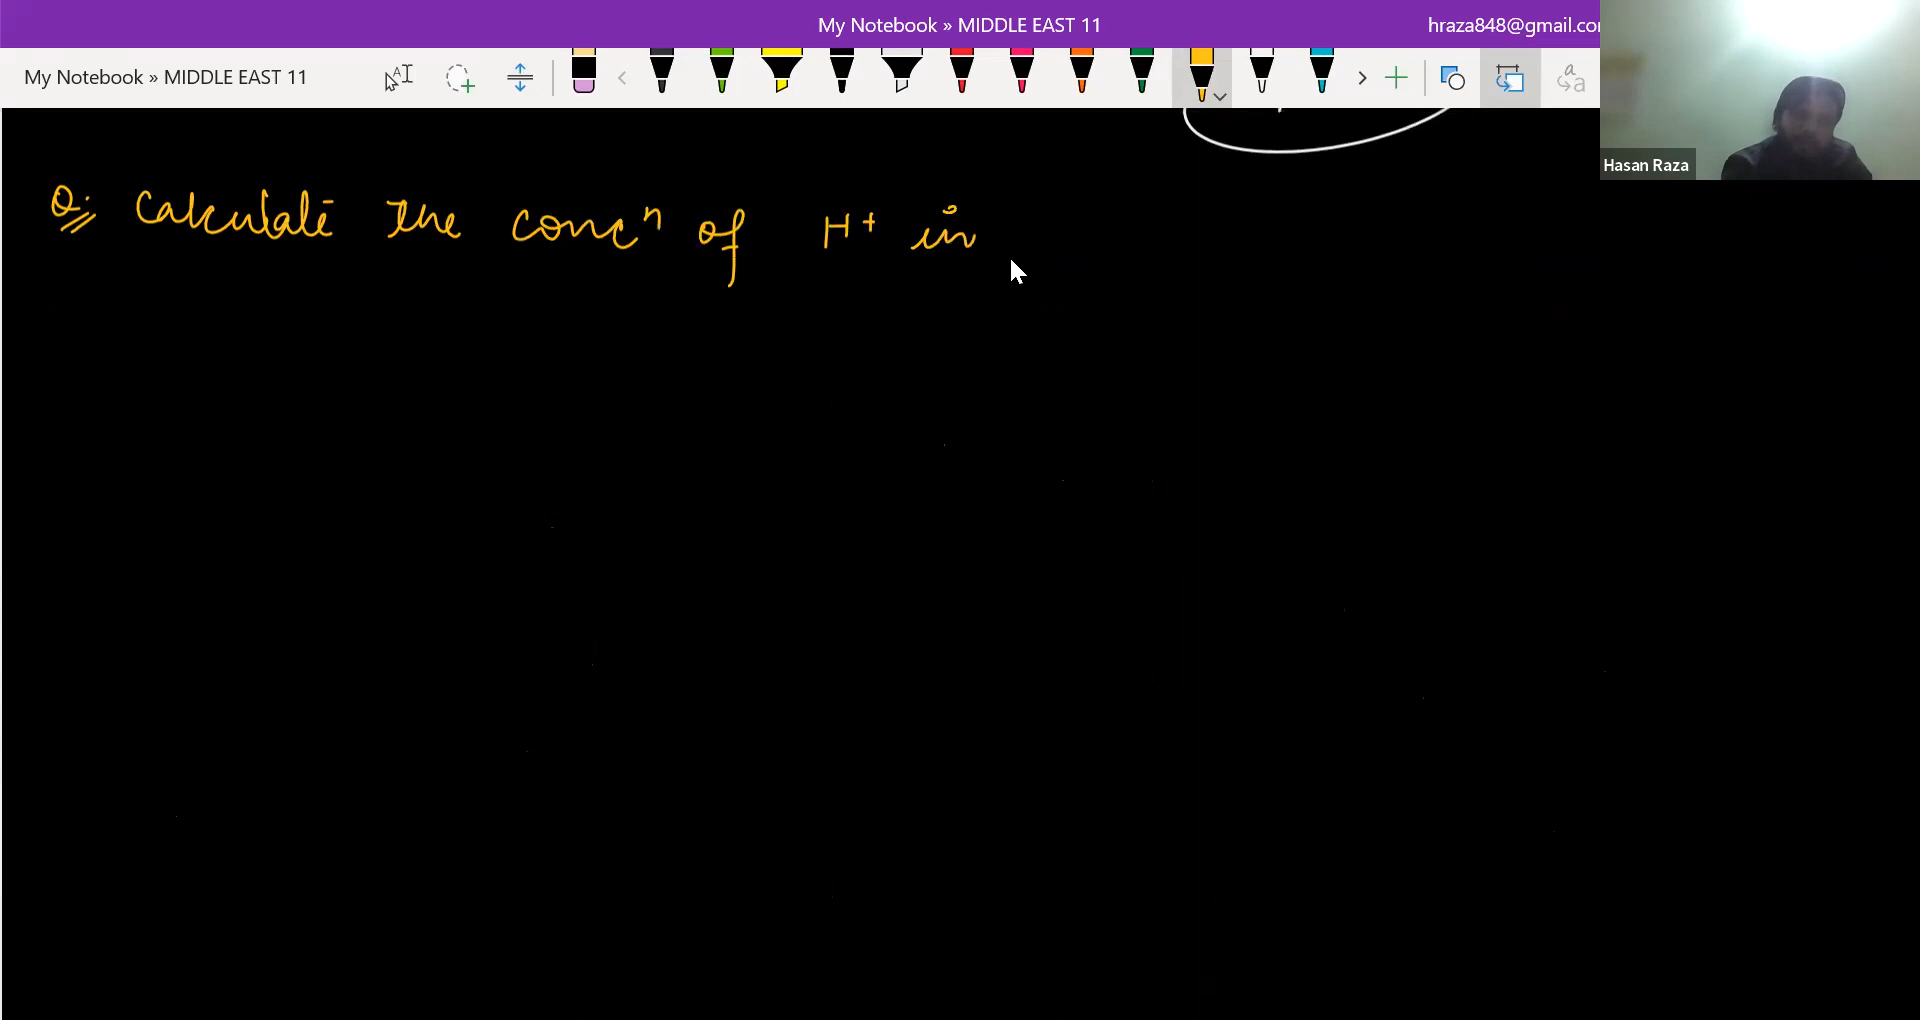 My Notebook » MIDDLE EAST 11
hraza848@gmail.co
My Notebook » MIDDLE EAST 11
Hasan Raza
Q: Calculate the concⁿ of H⁺ in